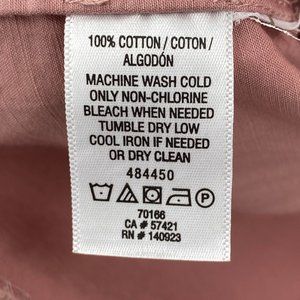 100% COTTON / COTON /
ALGODÓN
MACHINE WASH COLD
ONLY NON-CHLORINE
BLEACH WHEN NEEDED
TUMBLE DRY LOW
COOL IRON IF NEEDED
OR DRY CLEAN
484450
P
70166
CA # 57421
RN # 140923